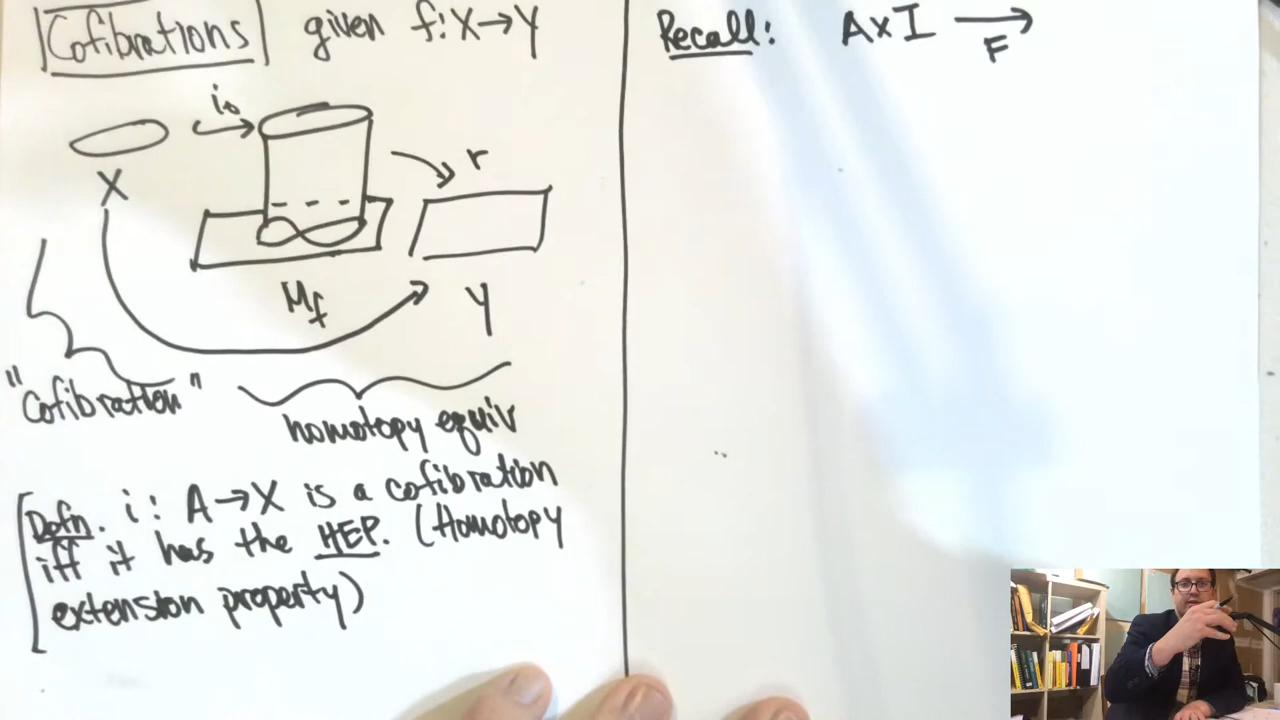 Cofibrations given f: X→Y
i₀
r
X
M_f
Y
"Cofibration"
homotopy equiv
Defn. i: A→X is a cofibration
iff it has the HEP. (Homotopy
extension property)
Recall: A×I →
F